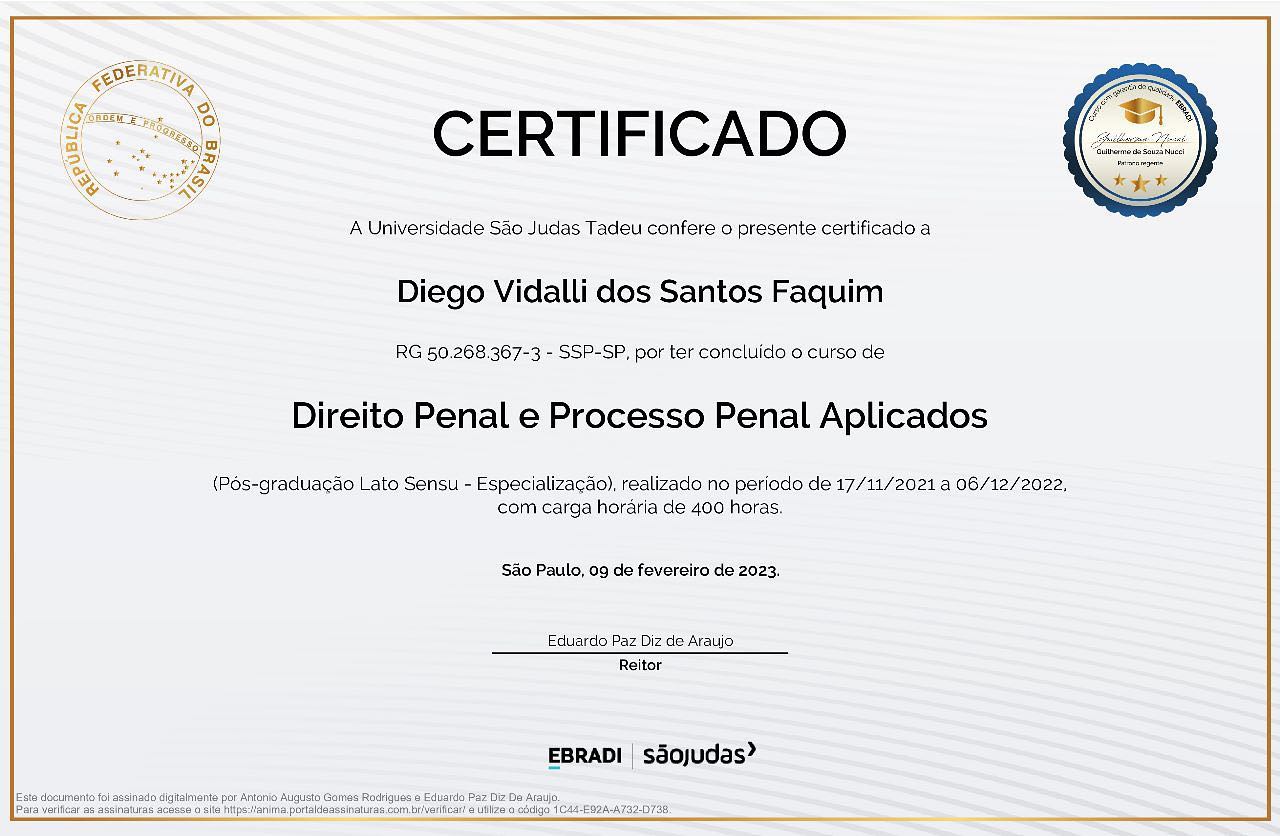 REPÚBLICA FEDERATIVA DO BRASIL
ORDEM E PROGRESSO
Curso com garantia de qualidade EBRADI
Guilherme Nucci
Guilherme de Souza Nucci
Patrono regente
CERTIFICADO
A Universidade São Judas Tadeu confere o presente certificado a
Diego Vidalli dos Santos Faquim
RG 50.268.367-3 - SSP-SP, por ter concluído o curso de
Direito Penal e Processo Penal Aplicados
(Pós-graduação Lato Sensu - Especialização), realizado no período de 17/11/2021 a 06/12/2022,
com carga horária de 400 horas.
São Paulo, 09 de fevereiro de 2023.
Eduardo Paz Diz de Araujo
Reitor
EBRADI | sãojudas
Este documento foi assinado digitalmente por Antonio Augusto Gomes Rodrigues e Eduardo Paz Diz De Araujo.
Para verificar as assinaturas acesse o site https://anima.portaldeassinaturas.com.br/verificar/ e utilize o código 1C44-E92A-A732-D738.